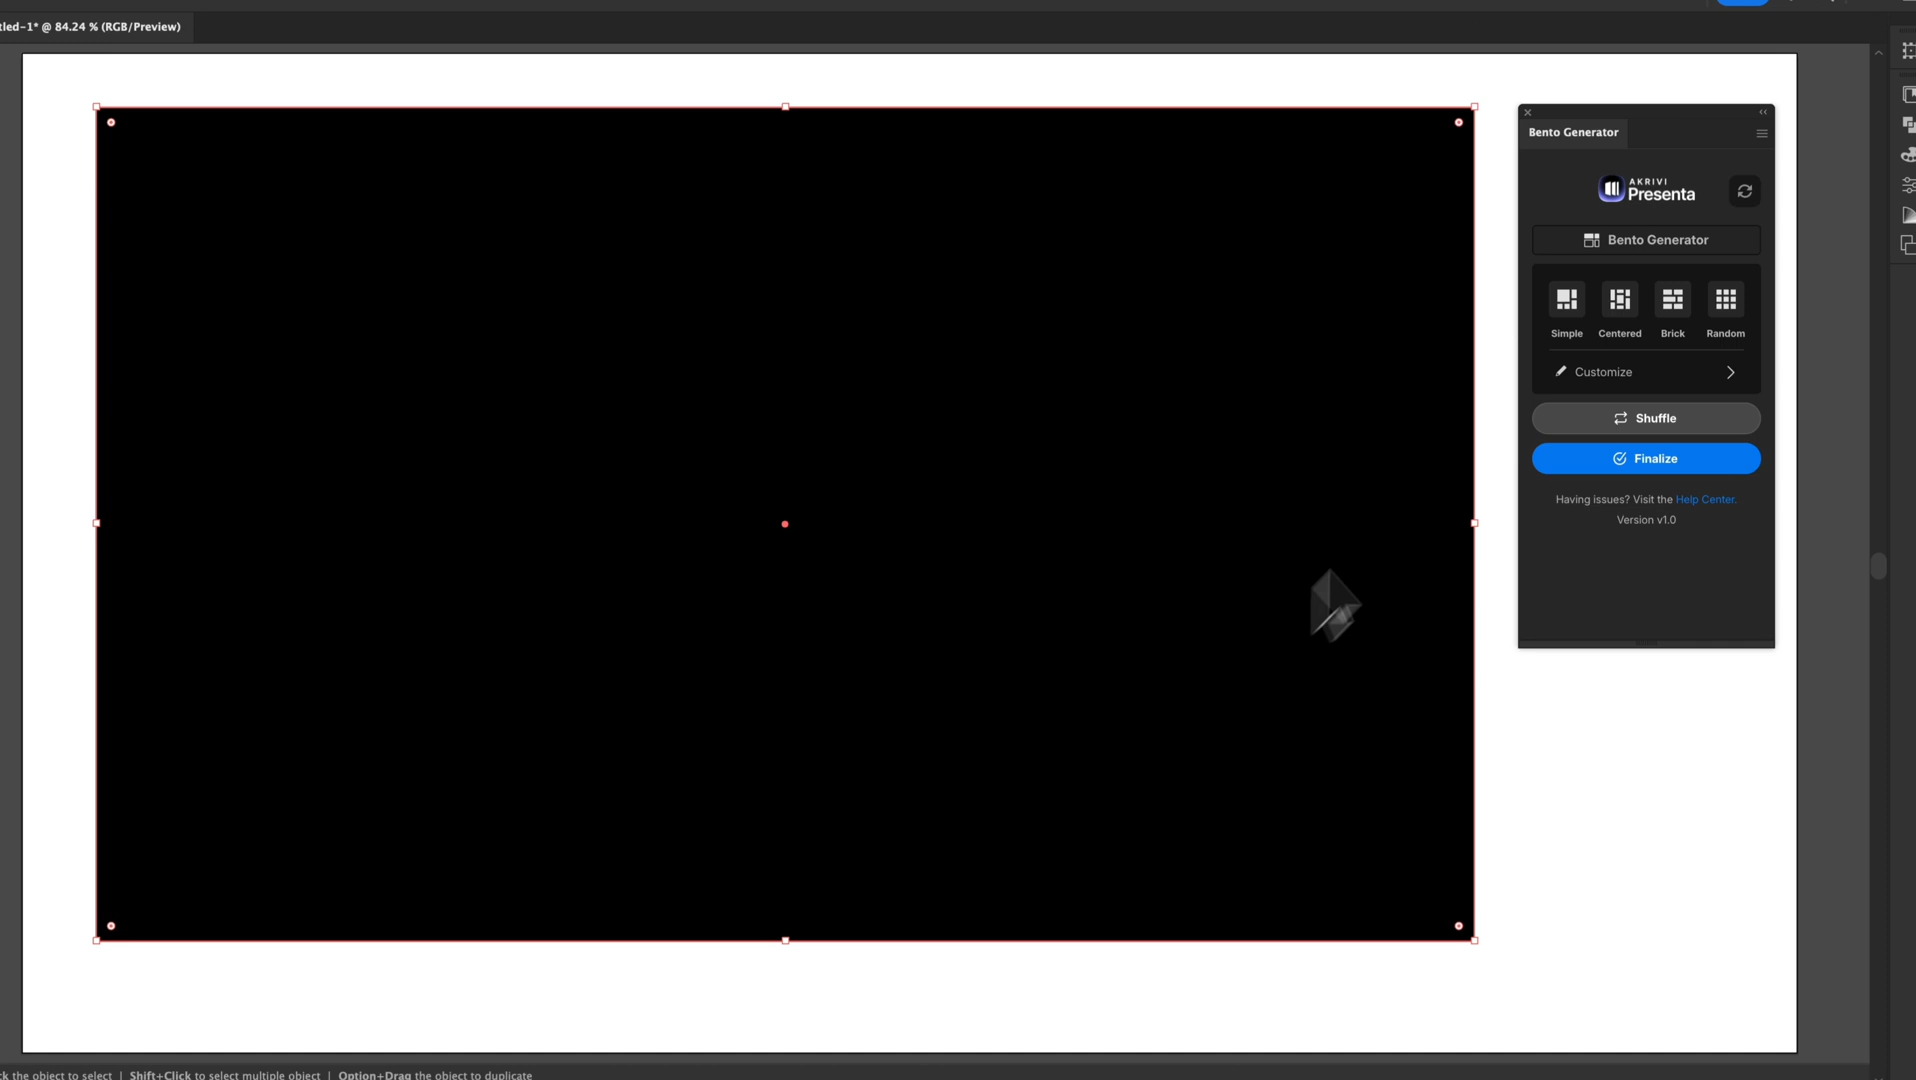 tled-1* @ 84.24 % (RGB/Preview)
Bento Generator
AKRIVI
Presenta
Bento Generator
Simple Centered Brick Random
Customize
Shuffle
Finalize
Having issues? Visit the Help Center.
Version v1.0
ck the object to select | Shift+Click to select multiple object | Option+Drag the object to duplicate